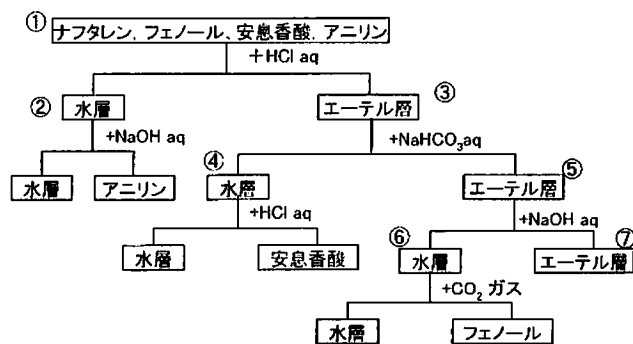 ①
ナフタレン, フェノール、安息香酸, アニリン
＋HCl aq
②
水層
エーテル層
③
+NaOH aq
+NaHCO₃aq
水層
アニリン
④
水層
エーテル層
⑤
+HCl aq
+NaOH aq
水層
安息香酸
⑥
水層
エーテル層
⑦
+CO₂ ガス
水層
フェノール